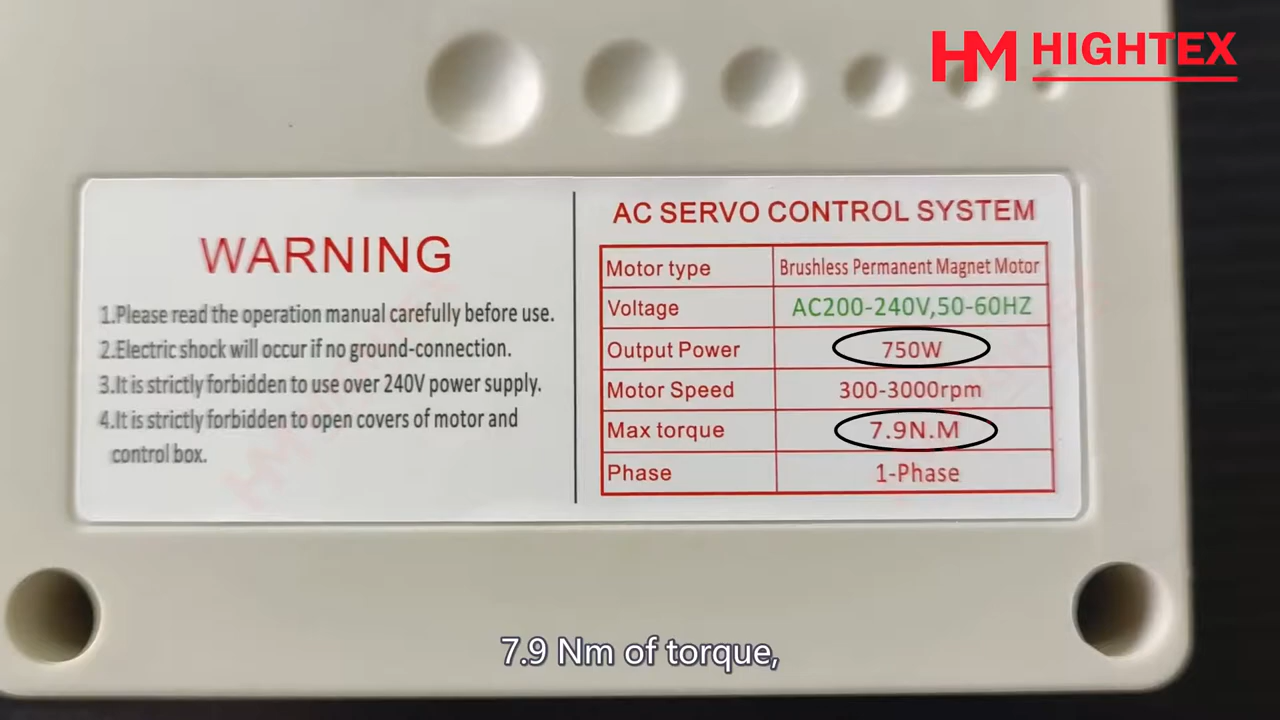 HM HIGHTEX
WARNING
1.Please read the operation manual carefully before use.
2.Electric shock will occur if no ground-connection.
3.It is strictly forbidden to use over 240V power supply.
4.It is strictly forbidden to open covers of motor and
control box.
AC SERVO CONTROL SYSTEM
Motor type Brushless Permanent Magnet Motor
Voltage AC200-240V,50-60HZ
Output Power 750W
Motor Speed 300-3000rpm
Max torque 7.9N.M
Phase 1-Phase
7.9 Nm of torque,